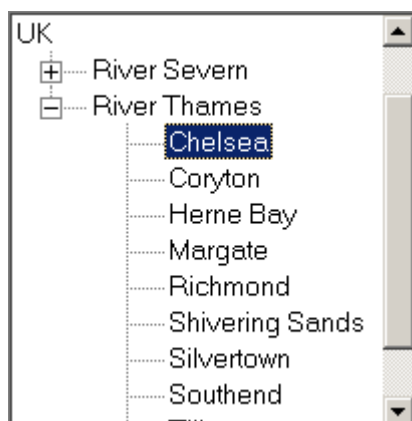 UK
River Severn
River Thames
Chelsea
Coryton
Herne Bay
Margate
Richmond
Shivering Sands
Silvertown
Southend